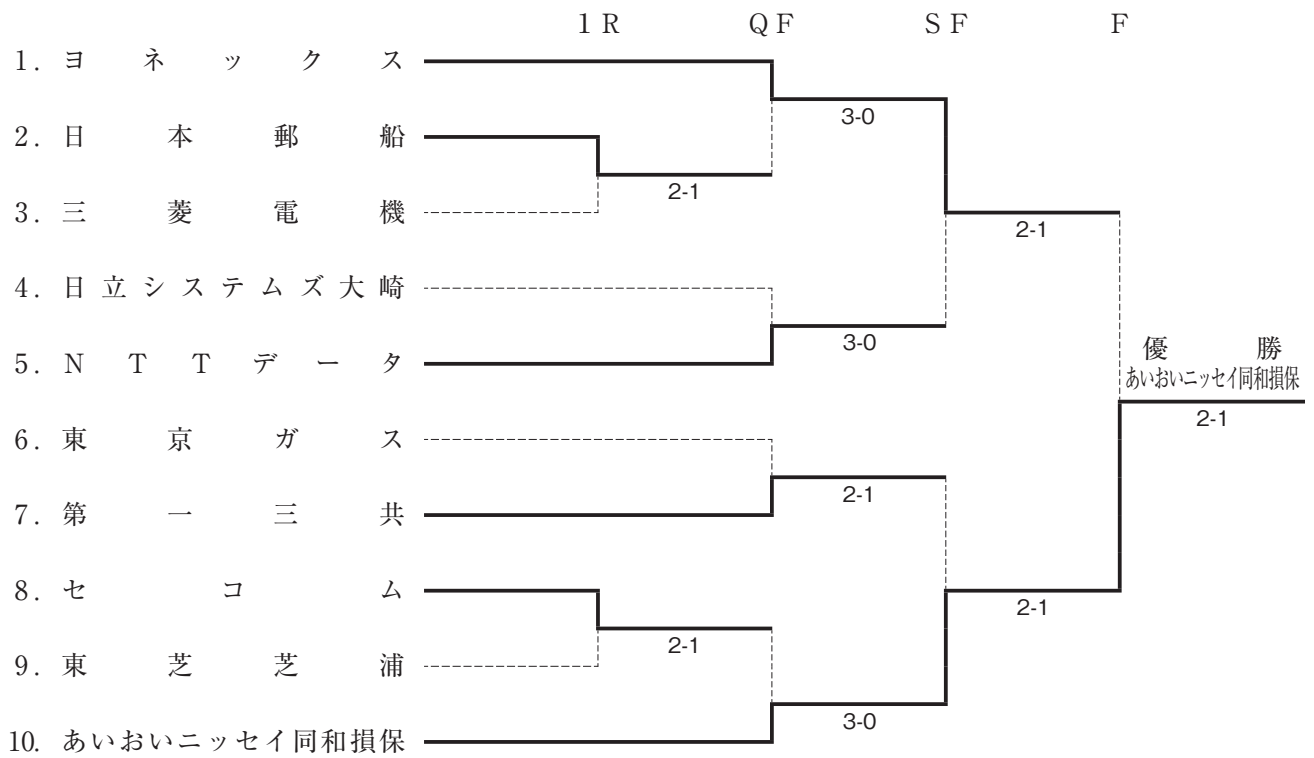 1R QF SF F
1. ヨネックス
2. 日本郵船
3. 三菱電機
4. 日立システムズ大崎
5. NTTデータ
6. 東京ガス
7. 第一三共
8. セコム
9. 東芝芝浦
10. あいおいニッセイ同和損保
2-1
2-1
3-0
3-0
2-1
3-0
2-1
2-1
優勝
あいおいニッセイ同和損保
2-1